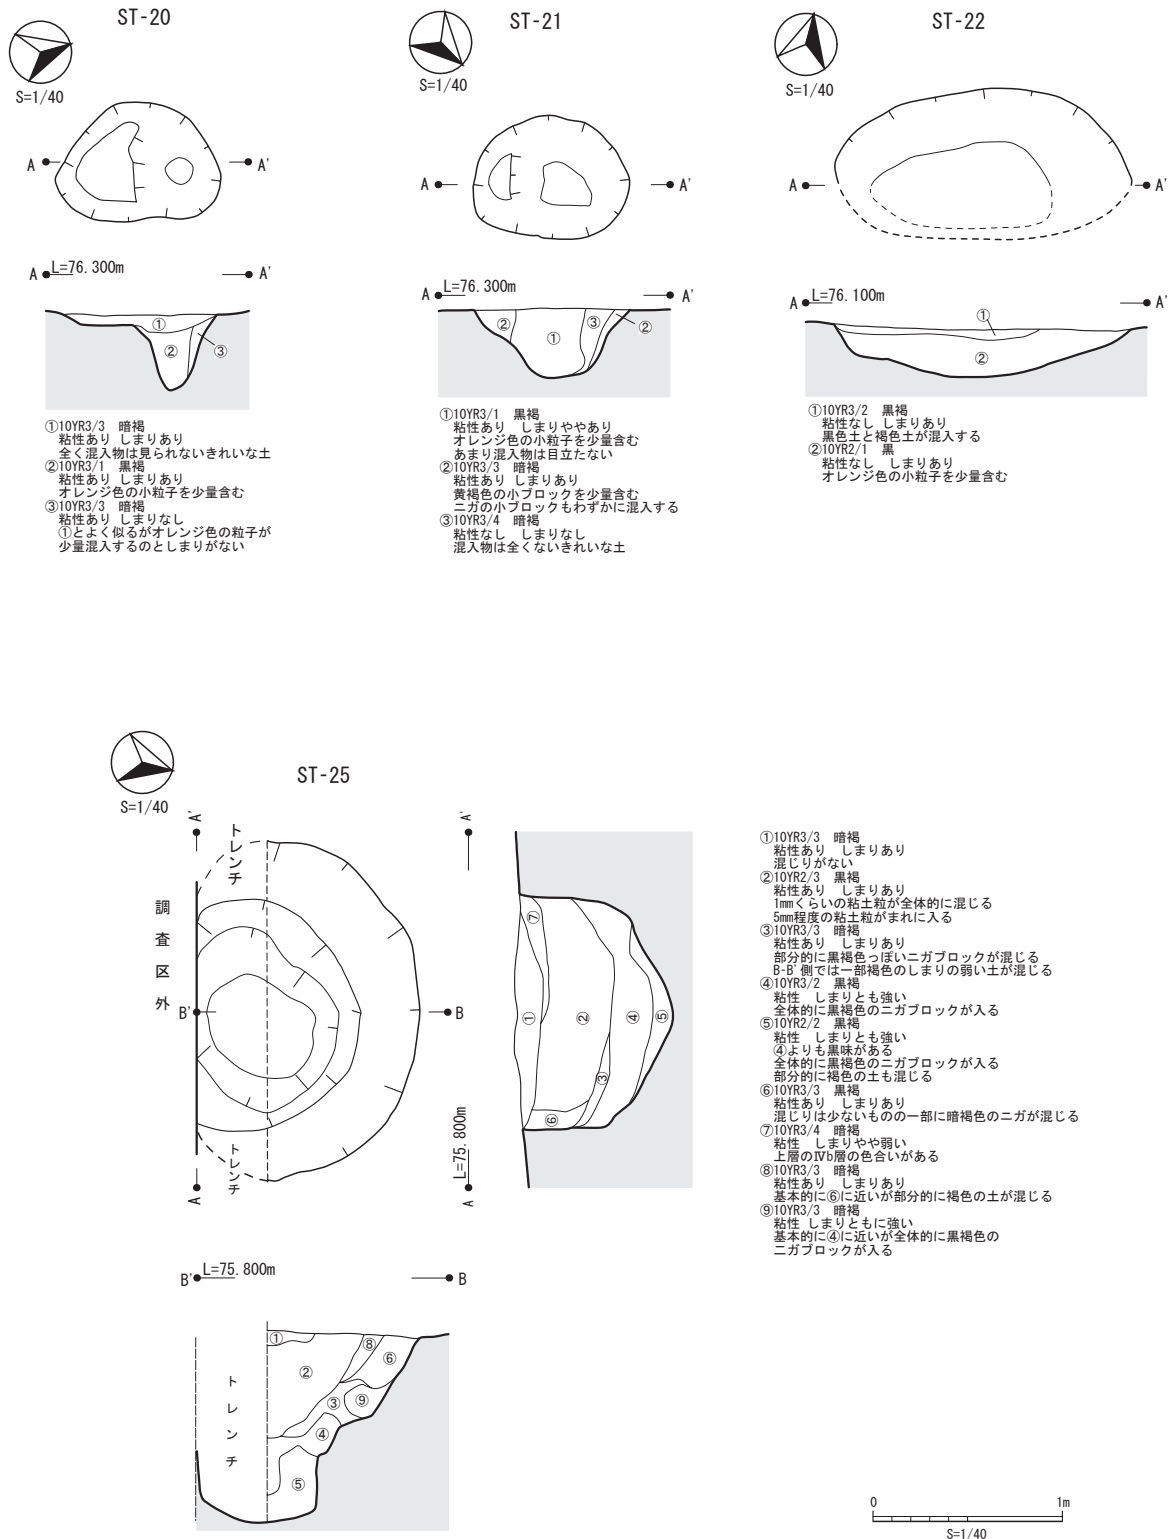 ST-20
S=1/40
A
A'
A L=76.300m A'
①
②
③
①10YR3/3 暗褐
粘性あり しまりあり
全く混入物は見られないきれいな土
②10YR3/1 黒褐
粘性あり しまりあり
オレンジ色の小粒子を少量含む
③10YR3/3 暗褐
粘性あり しまりなし
①とよく似るがオレンジ色の粒子が
少量混入するのとしまりがない
ST-21
S=1/40
A
A'
A L=76.300m A'
②
①
③
②
①10YR3/1 黒褐
粘性あり しまりややあり
オレンジ色の小粒子を少量含む
あまり混入物は目立たない
②10YR3/3 暗褐
粘性あり しまりあり
黄褐色の小ブロックを少量含む
ニガの小ブロックもわずかに混入する
③10YR3/4 暗褐
粘性なし しまりなし
混入物は全くないきれいな土
ST-22
S=1/40
A
A'
A L=76.100m A'
①
②
①10YR3/2 黒褐
粘性なし しまりあり
黒色土と褐色土が混入する
②10YR2/1 黒
粘性なし しまりあり
オレンジ色の小粒子を少量含む
ST-25
S=1/40
A'
トレンチ
調査区外
B'
B
トレンチ
A
A'
⑦
①
②
④
⑤
③
⑥
L=75.800m
A
①10YR3/3 暗褐
粘性あり しまりあり
混じりがない
②10YR2/3 黒褐
粘性あり しまりあり
1mmくらいの粘土粒が全体的に混じる
5mm程度の粘土粒がまれに入る
③10YR3/3 暗褐
粘性あり しまりあり
部分的に黒褐色っぽいニガブロックが混じる
B-B'側では一部褐色のしまりの弱い土が混じる
④10YR3/2 黒褐
粘性 しまりとも強い
全体的に黒褐色のニガブロックが入る
⑤10YR2/2 黒褐
粘性 しまりとも強い
④よりも黒味がある
全体的に黒褐色のニガブロックが入る
部分的に褐色の土も混じる
⑥10YR3/3 黒褐
粘性あり しまりあり
混じりは少ないものの一部に暗褐色のニガが混じる
⑦10YR3/4 暗褐
粘性 しまりやや弱い
上層のⅣb層の色合いがある
⑧10YR3/3 暗褐
粘性あり しまりあり
基本的に⑥に近いが部分的に褐色の土が混じる
⑨10YR3/3 暗褐
粘性 しまりともに強い
基本的に④に近いが全体的に黒褐色の
ニガブロックが入る
B' L=75.800m B
トレンチ
①
⑧
⑥
②
③
⑨
④
⑤
0 1m
S=1/40